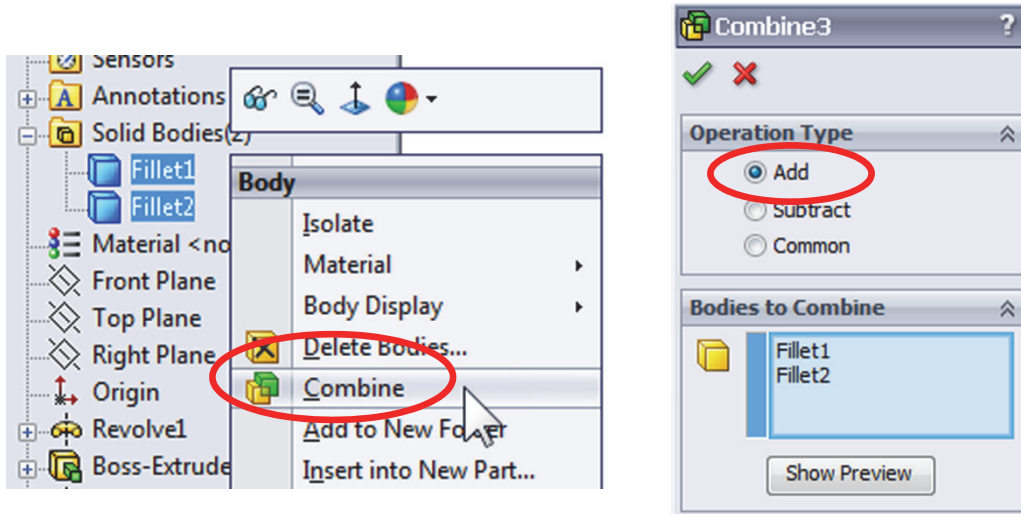 Sensors
Annotations
Solid Bodies(2)
Fillet1
Fillet2
Material <no
Front Plane
Top Plane
Right Plane
Origin
Revolve1
Boss-Extrude
Body
Isolate
Material
Body Display
Delete Bodies...
Combine
Add to New Folder
Insert into New Part...
Combine3 ?
Operation Type
Add
Subtract
Common
Bodies to Combine
Fillet1
Fillet2
Show Preview